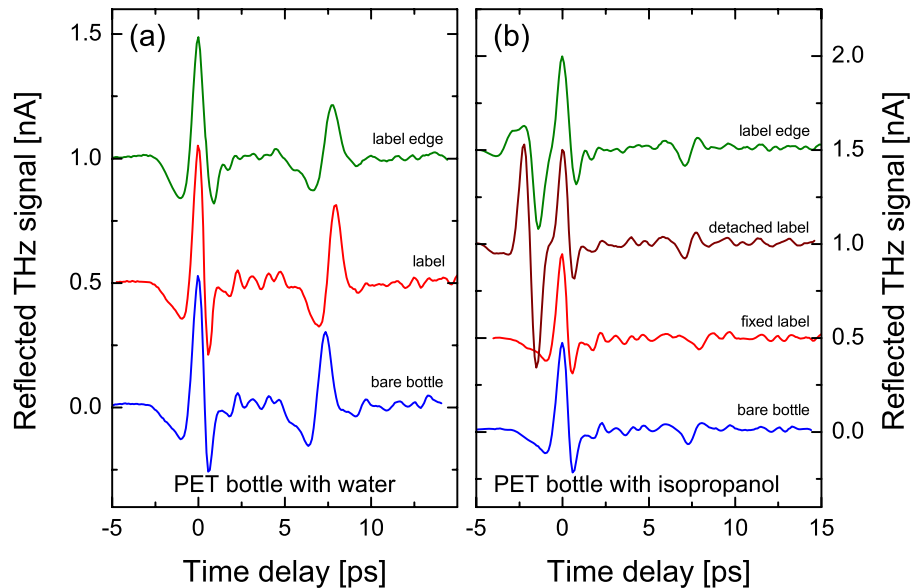 (a)
1.5
1.0
0.5
0.0
label edge
label
bare bottle
PET bottle with water
-5
0
5
10
Time delay [ps]
Reflected THz signal [nA]
(b)
2.0
1.5
1.0
0.5
0.0
label edge
detached label
fixed label
bare bottle
PET bottle with isopropanol
-5
0
5
10
15
Time delay [ps]
Reflected THz signal [nA]